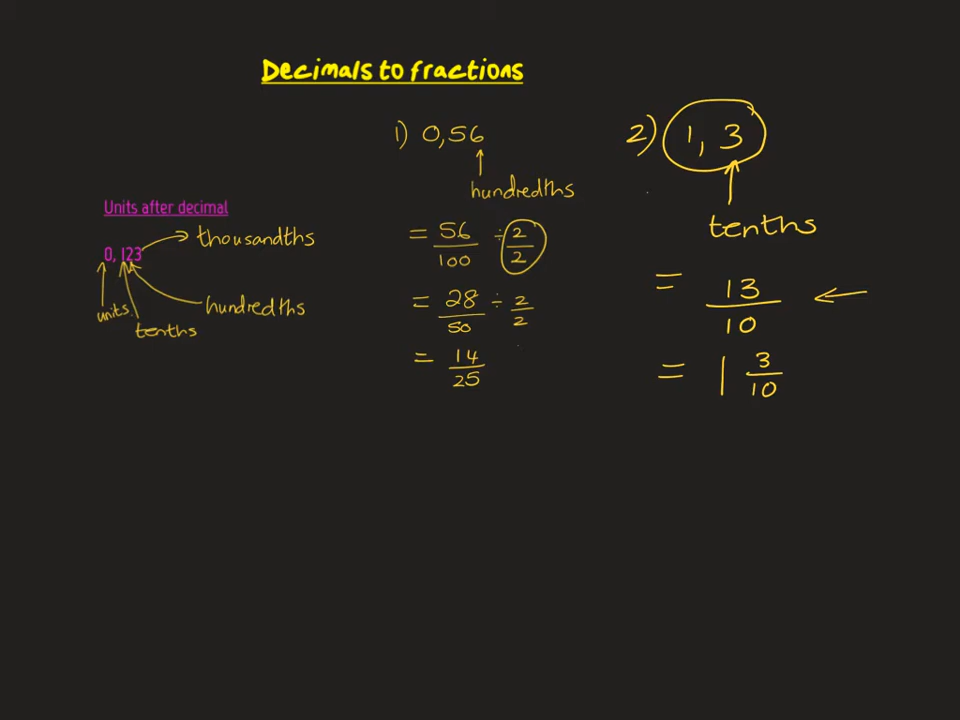 Decimals to fractions
Units after decimal
0, 123
thousandths
hundredths
tenths
units.
1) 0,56
hundredths
= 56/100 ÷ 2/2
= 28/50 ÷ 2/2
= 14/25
2) 1, 3
tenths
= 13/10
= 1 3/10